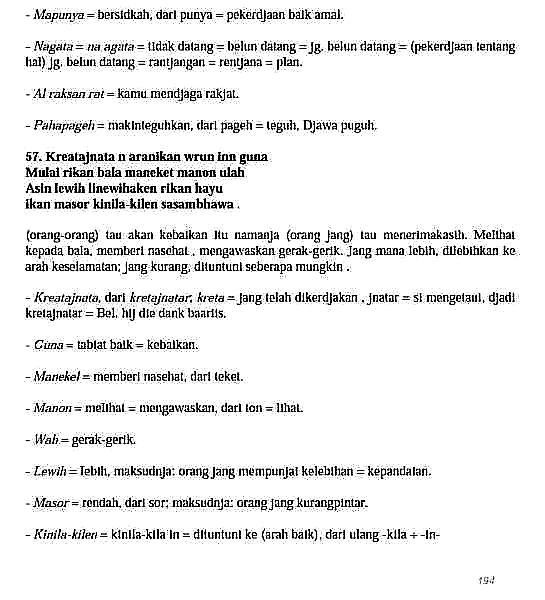 - Mapunya = bersidkah, dari punya = pekerdjaan baik amal.
- Nagata = na agata = tidak datang = belun datang = jg. belun datang = (pekerdjaan tentang
hal) jg. belun datang = rantjangan = rentjana = plan.
- Al raksan rat = kamu mendjaga rakjat.
- Pahapageh = makinteguhkan, dari pageh = teguh, Djawa puguh.
57. Kreatajnata n aranikan wrun inn guna
Mulai rikan bala maneket manon ulah
Asin lewih linewihaken rikan hayu
ikan masor kinila-kilen sasambhawa .
(orang-orang) tau akan kebaikan itu namanja (orang jang) tau menerimakasih. Melihat
kepada bala, memberi nasehat , mengawaskan gerak-gerik. Jang mana lebih, dilebihkan ke
arah keselamatan; jang kurang, dituntuni seberapa mungkin .
- Kreatajnata, dari kretajnatar; kreta = jang telah dikerdjakan , jnatar = si mengetaui, djadi
kretajnatar = Bel. hij die dank baariis.
- Guna = tabiat baik = kebaikan.
- Manekel = memberi nasehat, dari teket.
- Manon = melihat = mengawaskan, dari ton = lihat.
- Wah = gerak-gerik.
- Lewih = lebih, maksudnja: orang jang mempunjai kelebihan = kepandaian.
- Masor = rendah, dari sor; maksudnja: orang jang kurangpintar.
- Kinila-kilen = kinila-kila in = dituntuni ke (arah baik), dari ulang -kila + -in-
194